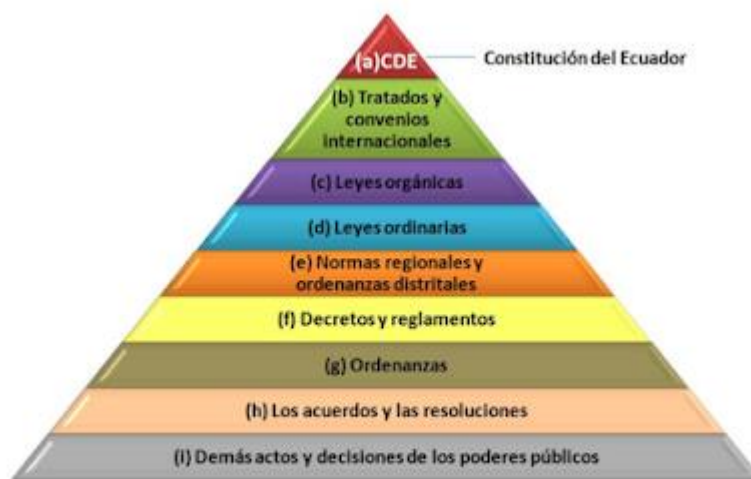 (a)CDE
Constitución del Ecuador
(b) Tratados y
convenios
internacionales
(c) Leyes orgánicas
(d) Leyes ordinarias
(e) Normas regionales y
ordenanzas distritales
(f) Decretos y reglamentos
(g) Ordenanzas
(h) Los acuerdos y las resoluciones
(i) Demás actos y decisiones de los poderes públicos